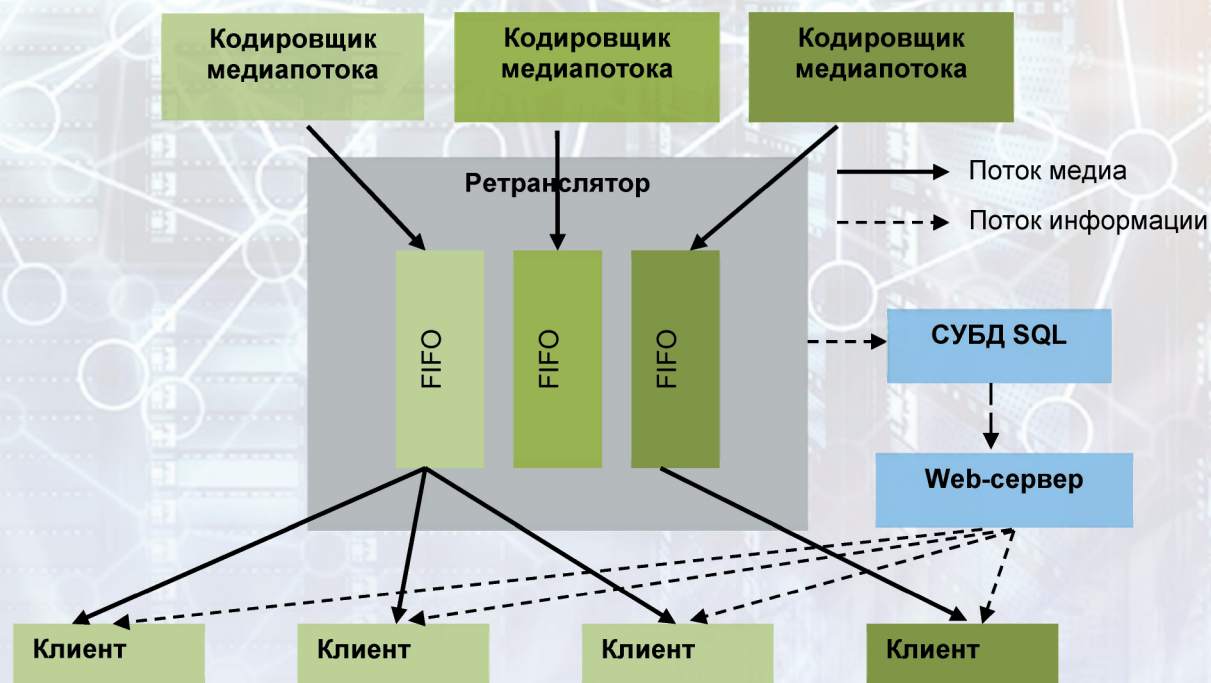 Кодировщик
медиапотока
Кодировщик
медиапотока
Кодировщик
медиапотока
Ретранслятор
Поток медиа
Поток информации
FIFO
FIFO
FIFO
СУБД SQL
Web-сервер
Клиент
Клиент
Клиент
Клиент